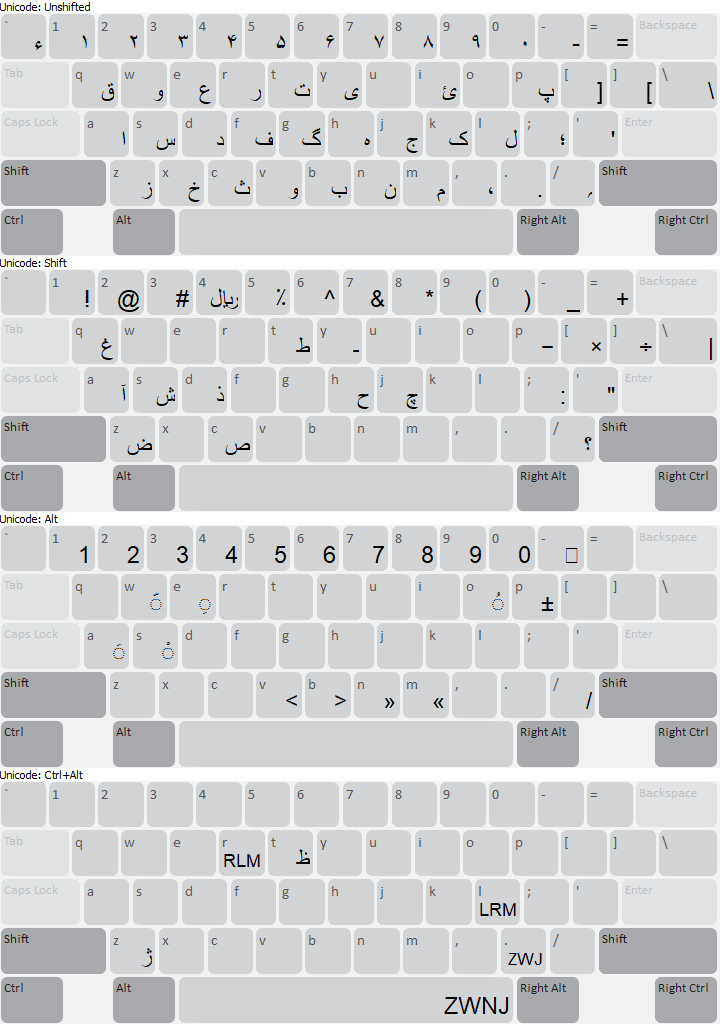 Unicode: Unshifted
` ء 1 ۱ 2 ۲ 3 ۳ 4 ۴ 5 ۵ 6 ۶ 7 ۷ 8 ۸ 9 ۹ 0 ۰ - - = = Backspace
Tab q ق w و e ع r ر t ت y ی u i ئ o p پ [ ] ] [ \ \
Caps Lock a ا s س d د f ف g گ h ه j ج k ک l ل ; ؛ ' ' Enter
Shift z ز x خ c ث v و b ب n ن m م , ، . . / Shift
Ctrl Alt Right Alt Right Ctrl
Unicode: Shift
` 1 ! 2 @ 3 # 4 ریال 5 ٪ 6 ^ 7 & 8 * 9 ( 0 ) - _ = + Backspace
Tab q غ w e r t ط y - u i o p − [ × ] ÷ \ |
Caps Lock a آ s ش d ذ f g h ح j چ k l ; : ' " Enter
Shift z ض x c ص v b n m , . / ؟ Shift
Ctrl Alt Right Alt Right Ctrl
Unicode: Alt
` 1 1 2 2 3 3 4 4 5 5 6 6 7 7 8 8 9 9 0 0 - □ = Backspace
Tab q w e ◌ِ r t y u i o ◌ُ p ± [ ] \
Caps Lock a ◌َ s ◌ْ d f g h j k l ; ' Enter
Shift z x c v < b > n » m « , . / / Shift
Ctrl Alt Right Alt Right Ctrl
Unicode: Ctrl+Alt
` 1 2 3 4 5 6 7 8 9 0 - = Backspace
Tab q w e r RLM t ظ y u i o p [ ] \
Caps Lock a s d f g h j k l LRM ; ' Enter
Shift z ژ x c v b n m , . ZWJ / Shift
Ctrl Alt ZWNJ Right Alt Right Ctrl